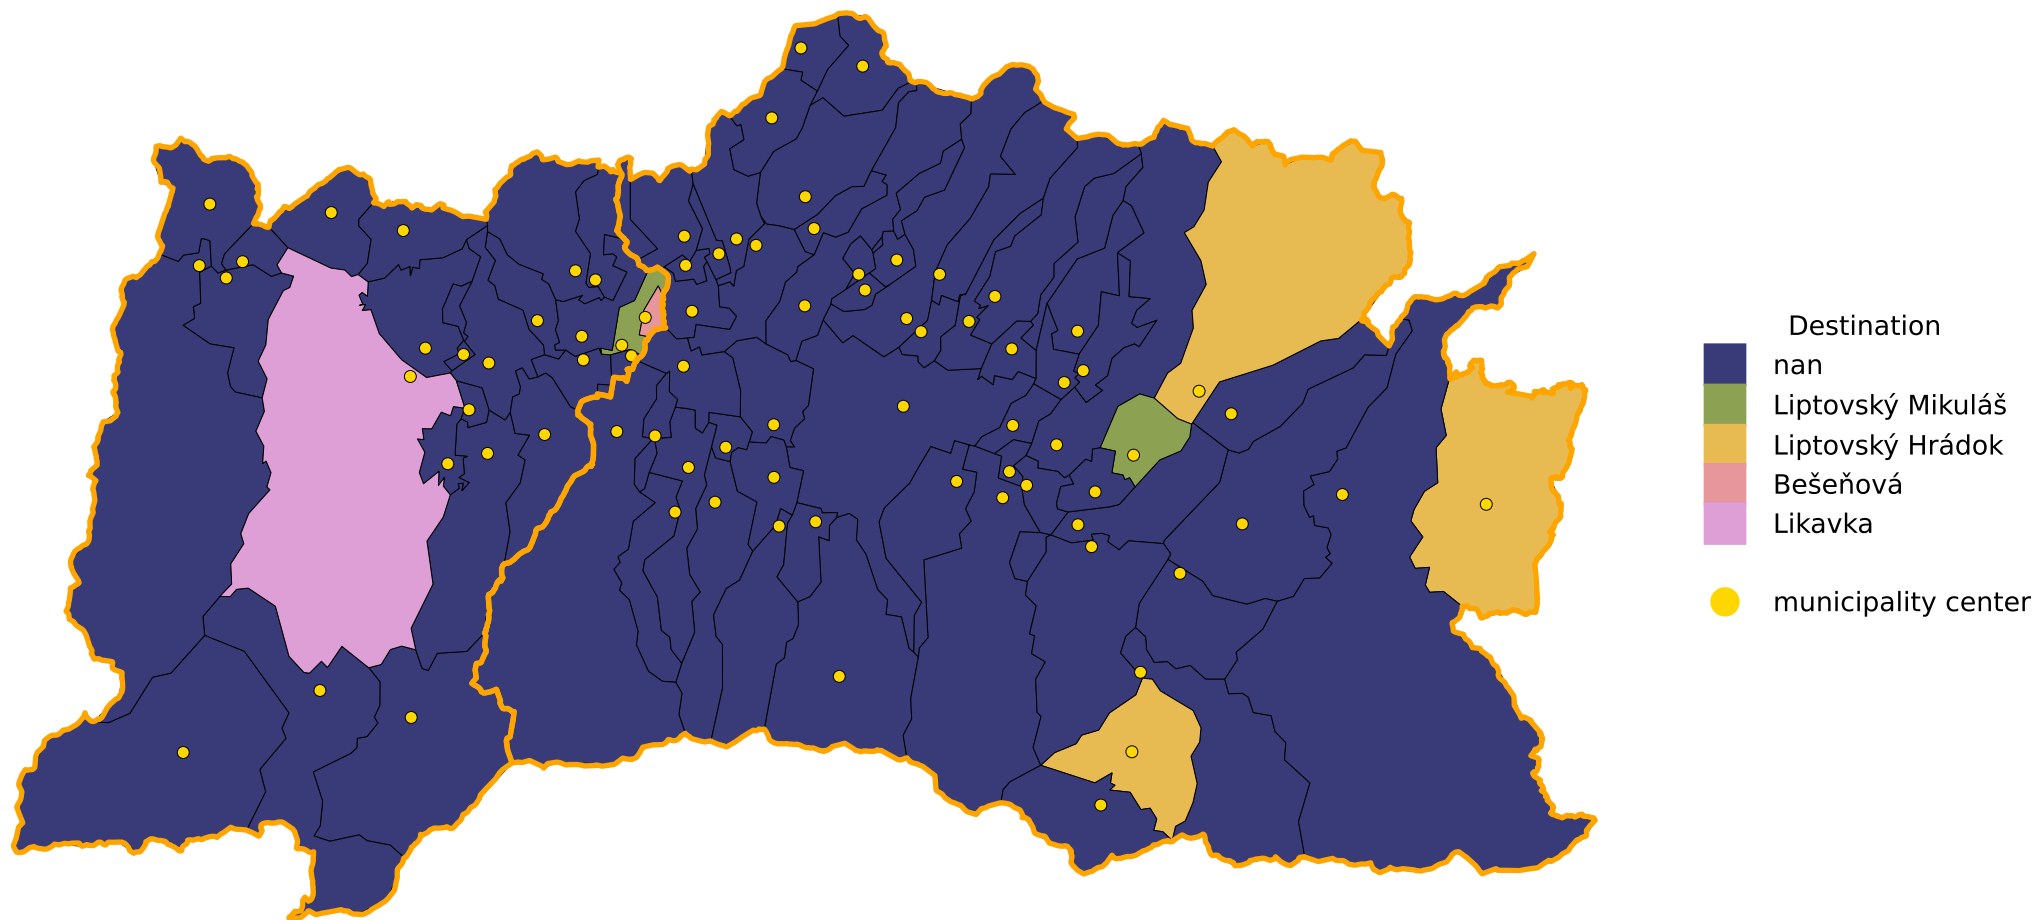 Destination
nan
Liptovský Mikuláš
Liptovský Hrádok
Bešeňová
Likavka
municipality center